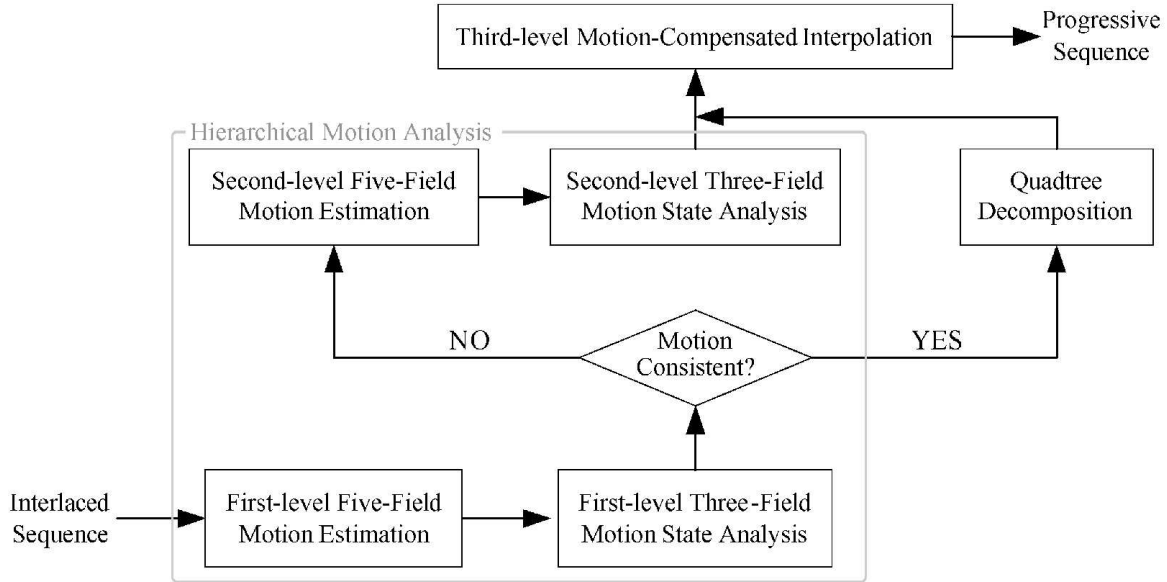 Third-level Motion-Compensated Interpolation
Progressive
Sequence
Hierarchical Motion Analysis
Second-level Five-Field
Motion Estimation
Second-level Three-Field
Motion State Analysis
Quadtree
Decomposition
NO
Motion
Consistent?
YES
Interlaced
Sequence
First-level Five-Field
Motion Estimation
First-level Three-Field
Motion State Analysis